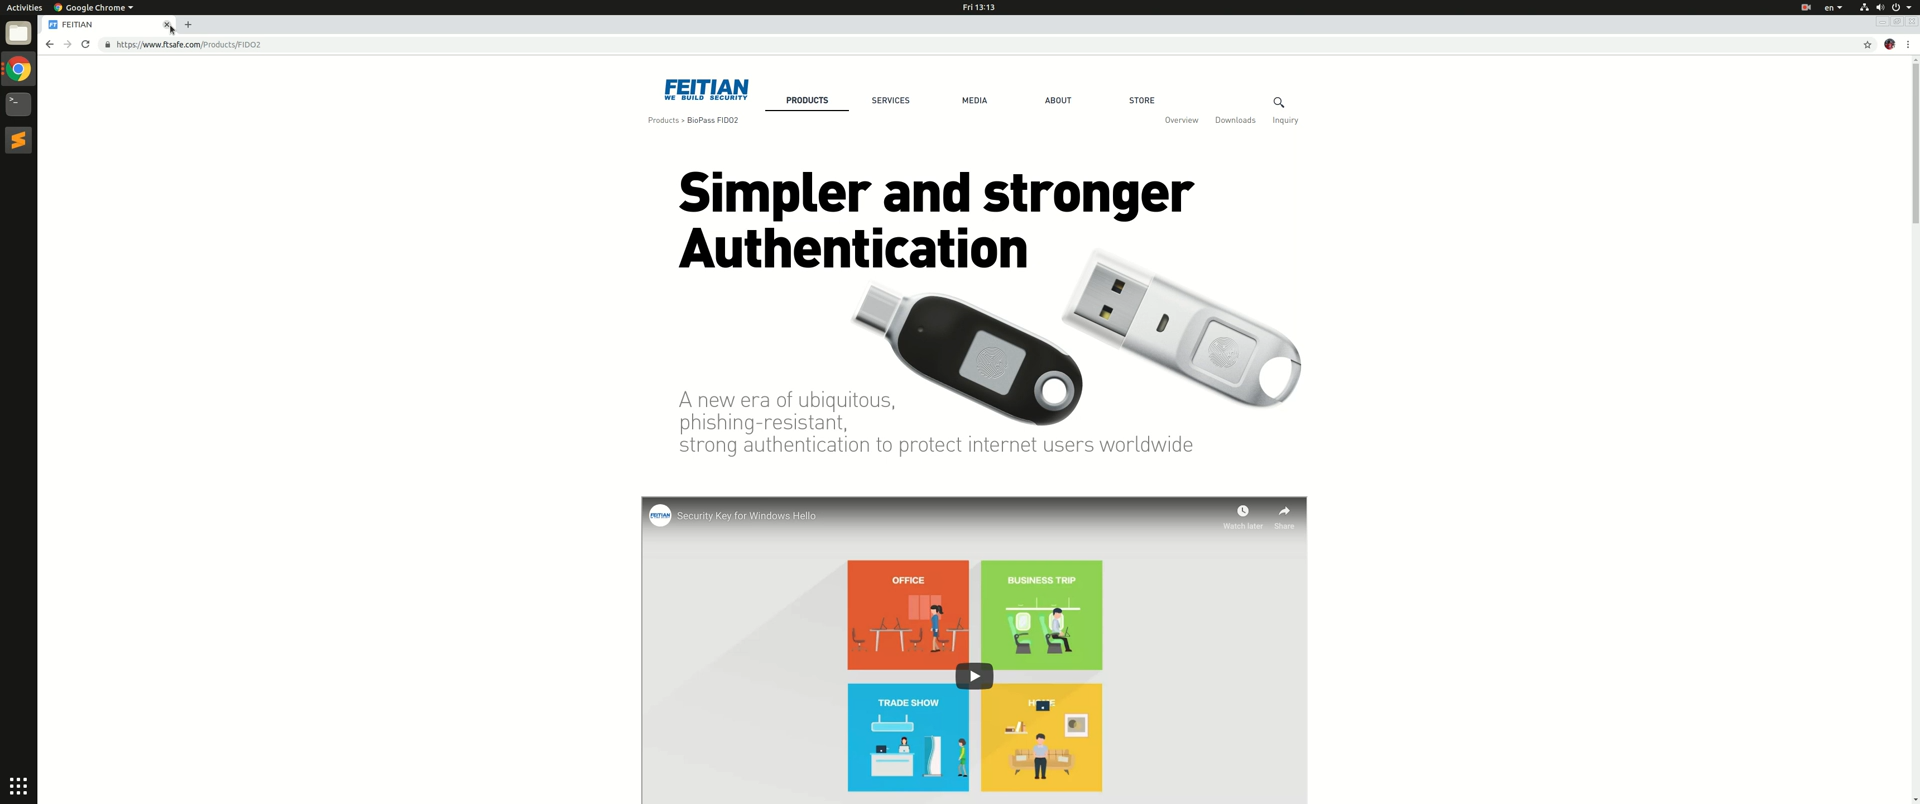 Activities
Google Chrome
Fri 13:13
en
FEITIAN
https://www.ftsafe.com/Products/FIDO2
FEITIAN
WE BUILD SECURITY
PRODUCTS
SERVICES
MEDIA
ABOUT
STORE
Products > BioPass FIDO2
Overview
Downloads
Inquiry
Simpler and stronger
Authentication
A new era of ubiquitous,
phishing-resistant,
strong authentication to protect internet users worldwide
FEITIAN
Security Key for Windows Hello
Watch later
Share
OFFICE
BUSINESS TRIP
TRADE SHOW